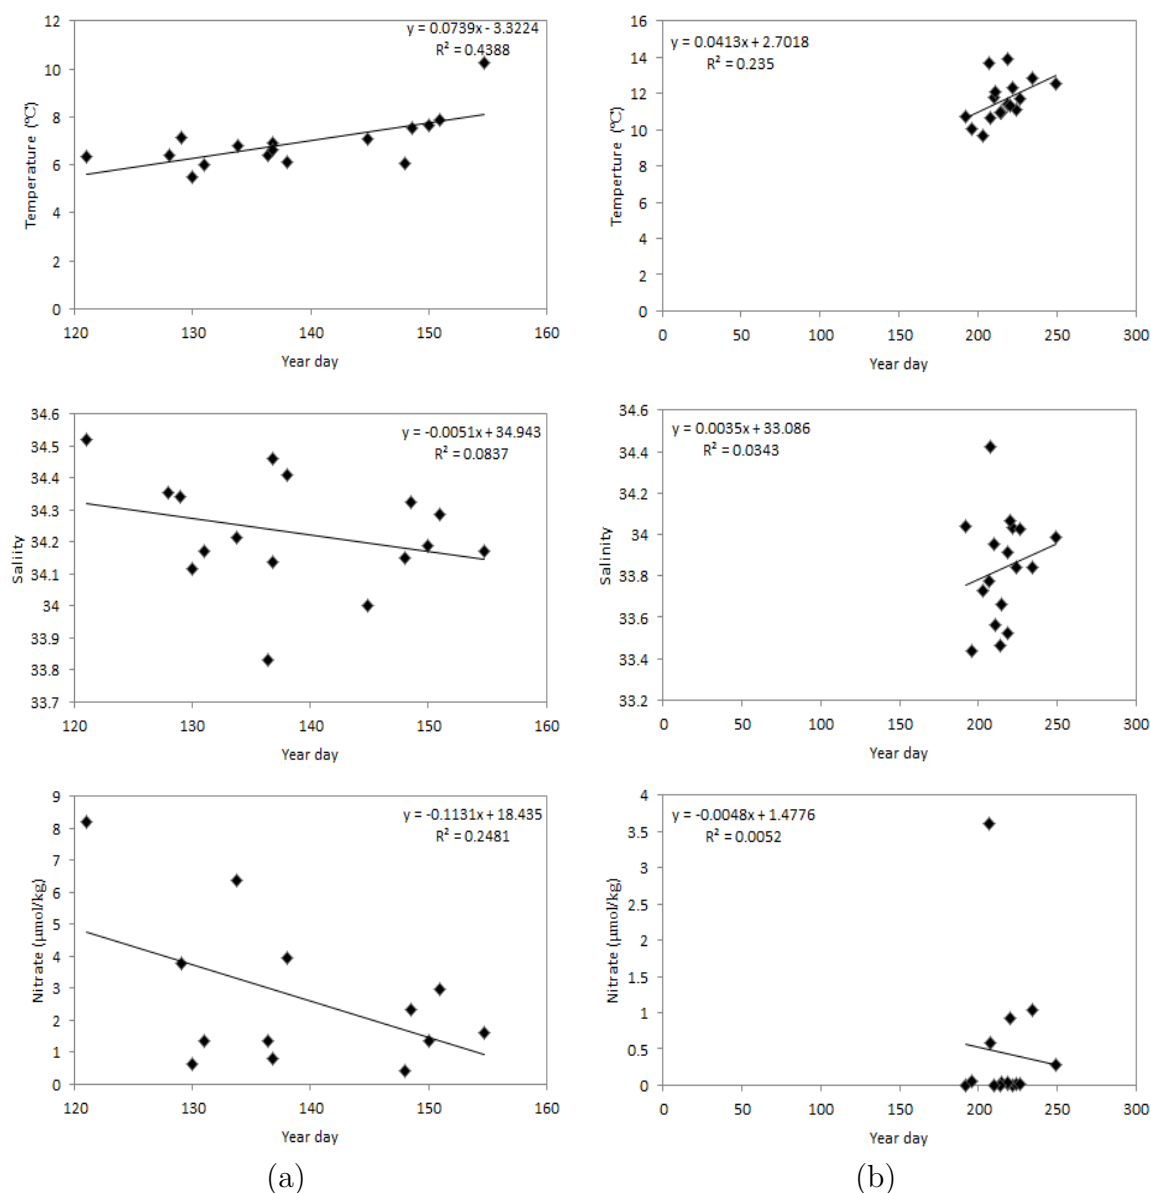 y = 0.0739x - 3.3224
R² = 0.4388
12
10
8
6
4
2
0
Temperature (°C)
120 130 140 150 160
Year day
y = 0.0413x + 2.7018
R² = 0.235
16
14
12
10
8
6
4
2
0
Temperture (°C)
0 50 100 150 200 250 300
Year day
y = -0.0051x + 34.943
R² = 0.0837
34.6
34.5
34.4
34.3
34.2
34.1
34
33.9
33.8
33.7
Saliity
120 130 140 150 160
Year day
y = 0.0035x + 33.086
R² = 0.0343
34.6
34.4
34.2
34
33.8
33.6
33.4
33.2
Salinity
0 50 100 150 200 250 300
Year day
y = -0.1131x + 18.435
R² = 0.2481
9
8
7
6
5
4
3
2
1
0
Nitrate (μmol/kg)
120 130 140 150 160
Year day
y = -0.0048x + 1.4776
R² = 0.0052
4
3.5
3
2.5
2
1.5
1
0.5
0
Nitrate (μmol/kg)
0 50 100 150 200 250 300
Year day
(a)
(b)